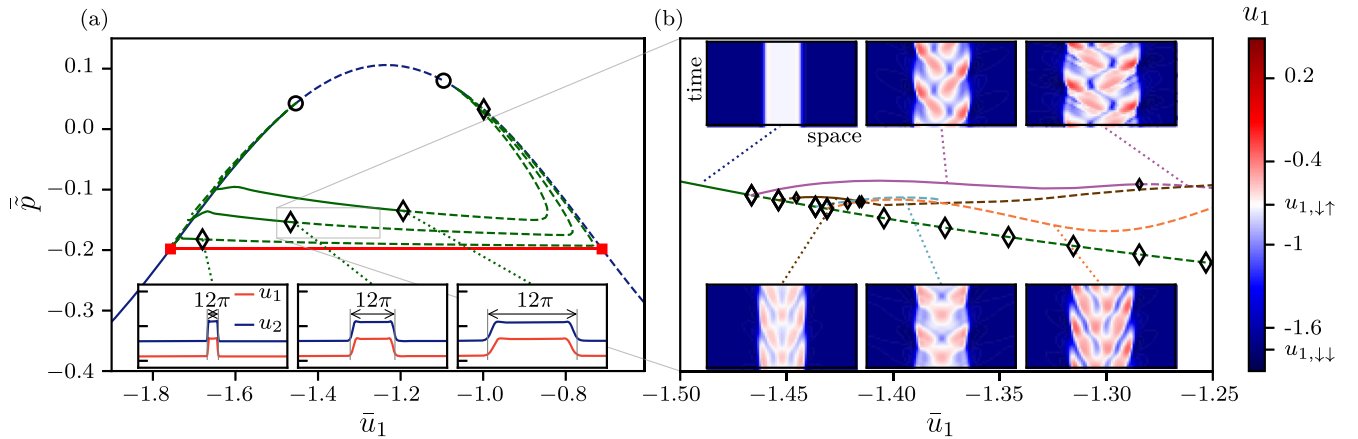 (a)
0.1
0.0
−0.1
−0.2
−0.3
−0.4
p̃̄
−1.8
−1.6
−1.4
−1.2
−1.0
−0.8
ū₁
12π
u₁
u₂
12π
12π
(b)
time
space
−1.50
−1.45
−1.40
−1.35
−1.30
−1.25
ū₁
u₁
0.2
-0.4
u₁,↓↑
-1
-1.6
u₁,↓↓